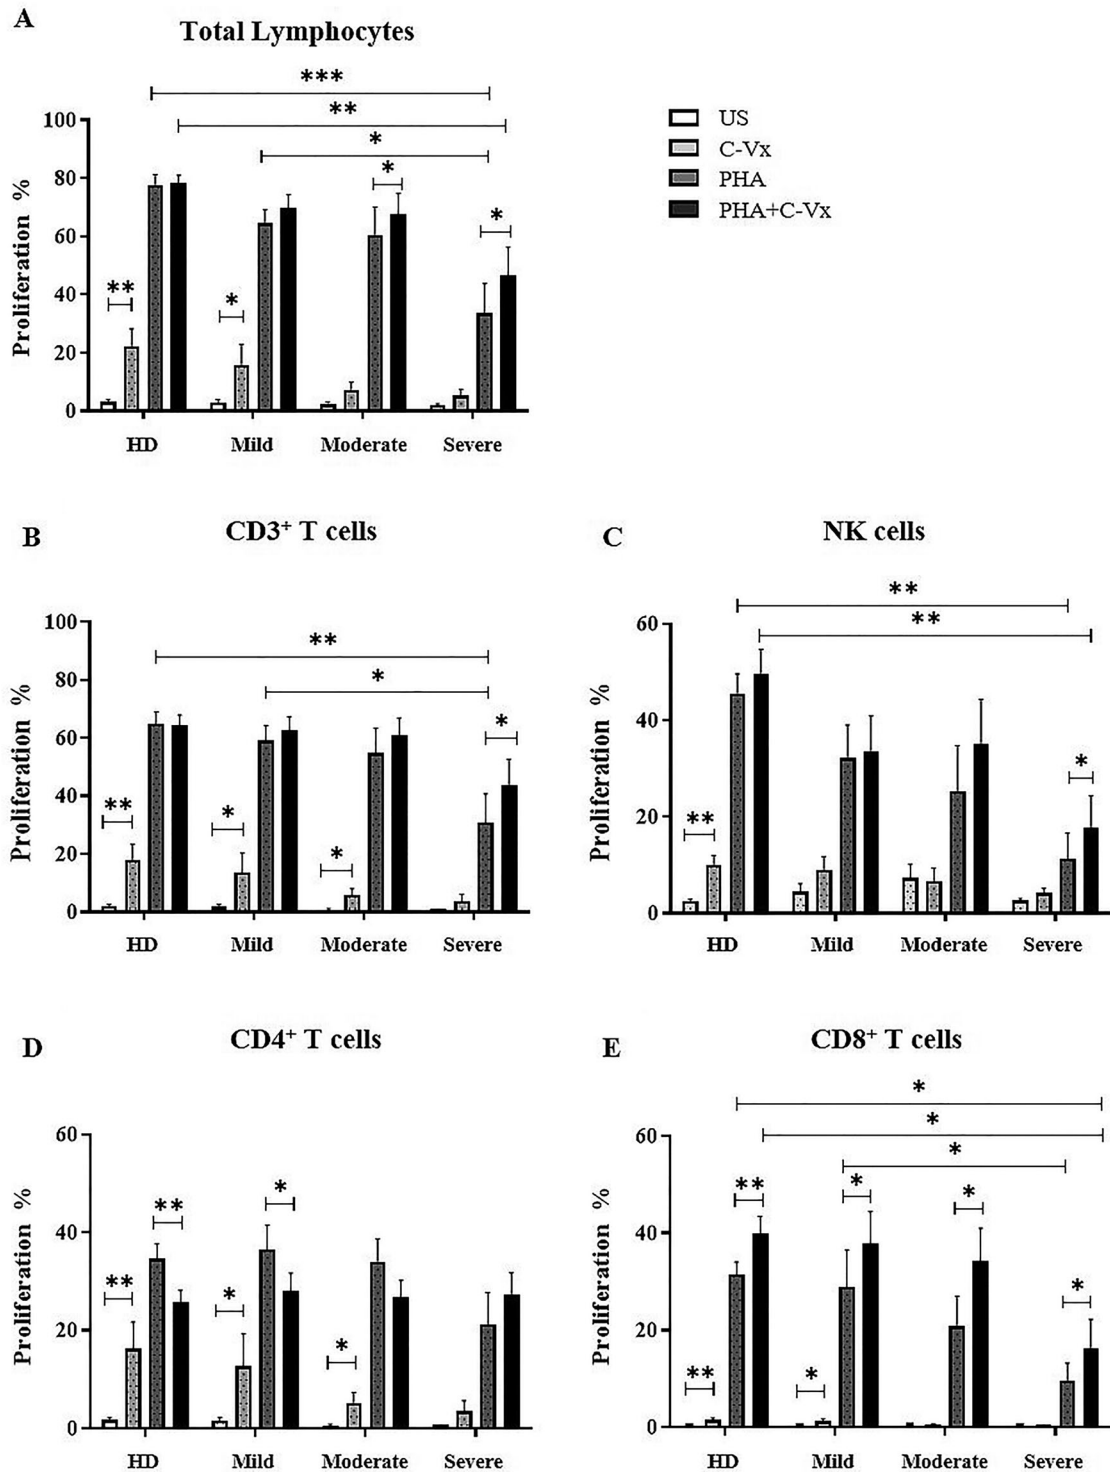 A
Total Lymphocytes
***
**
*
*
*
**
*
Proliferation %
100
80
60
40
20
0
HD Mild Moderate Severe
US
C-Vx
PHA
PHA+C-Vx
B
CD3+ T cells
**
*
*
**
*
*
Proliferation %
100
80
60
40
20
0
HD Mild Moderate Severe
C
NK cells
**
**
*
**
Proliferation %
60
40
20
0
HD Mild Moderate Severe
D
CD4+ T cells
*
**
**
*
*
Proliferation %
60
40
20
0
HD Mild Moderate Severe
E
CD8+ T cells
*
*
*
**
*
*
*
**
*
Proliferation %
60
40
20
0
HD Mild Moderate Severe